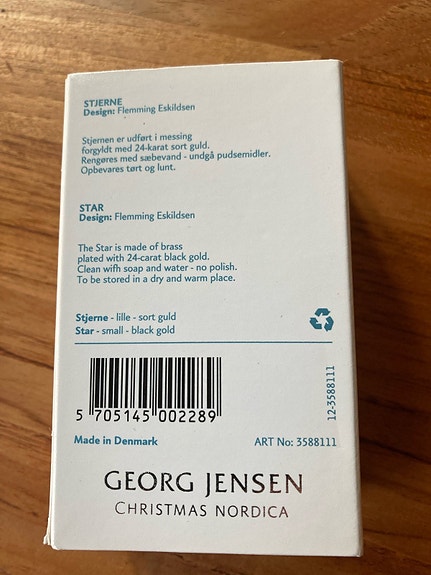 STJERNE
Design: Flemming Eskildsen
Stjernen er udført i messing
forgyldt med 24-karat sort guld.
Rengøres med sæbevand - undgå pudsemidler.
Opbevares tørt og lunt.
STAR
Design: Flemming Eskildsen
The Star is made of brass
plated with 24-carat black gold.
Clean wifh soap and water - no polish.
To be stored in a dry and warm place.
Stjerne - lille - sort guld
Star - small - black gold
12-3588111
5 705145 002289
Made in Denmark
ART No: 3588111
GEORG JENSEN
CHRISTMAS NORDICA